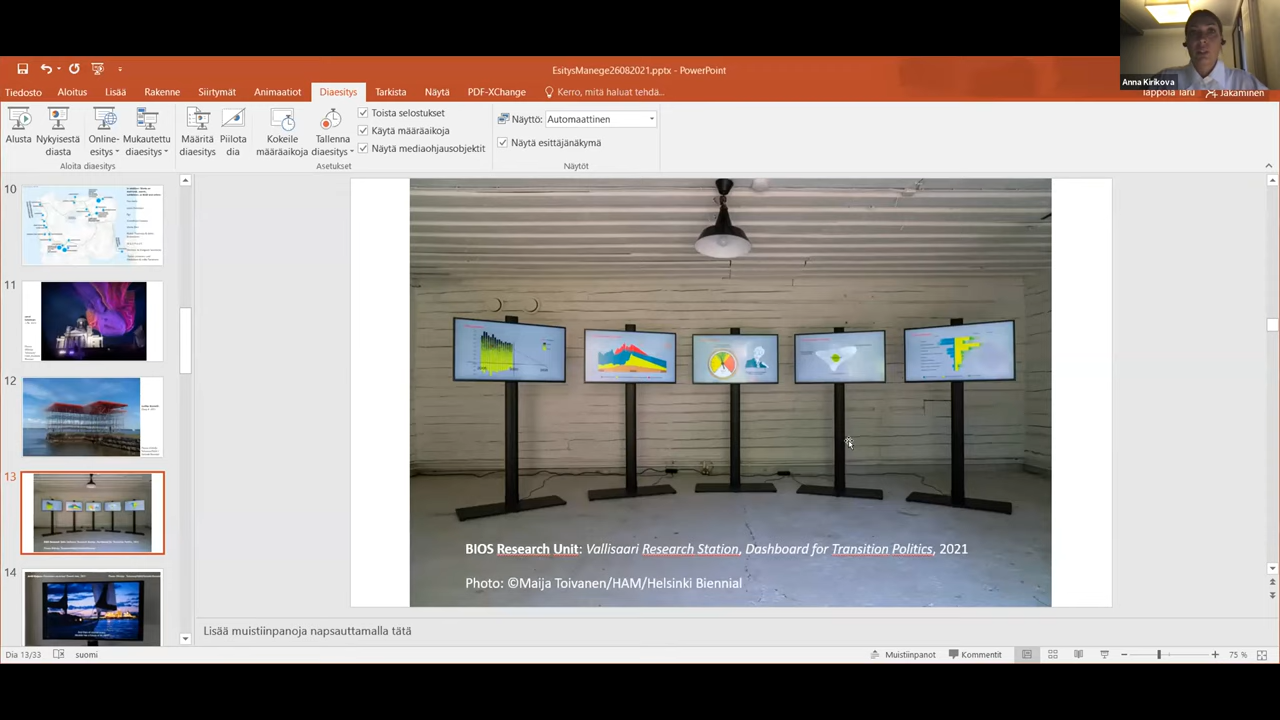 EsitysManege26082021.pptx - PowerPoint
Anna Kirikova
Tappola Taru
Jakaminen
Tiedosto Aloitus Lisää Rakenne Siirtymät Animaatiot Diaesitys Tarkista Näytä PDF-XChange Kerro, mitä haluat tehdä...
Alusta
Nykyisestä diasta
Online-esitys
Mukautettu diaesitys
Aloita diaesitys
Määritä diaesitys
Piilota dia
Kokeile määräaikoja
Tallenna diaesitys
Toista selostukset
Käytä määräaikoja
Näytä mediaohjausobjektit
Asetukset
Näyttö: Automaattinen
Näytä esittäjänäkymä
Näytöt
10
11
12
13
14
BIOS Research Unit: Vallisaari Research Station, Dashboard for Transition Politics, 2021
Photo: ©Maija Toivanen/HAM/Helsinki Biennial
Lisää muistiinpanoja napsauttamalla tätä
Dia 13/33 suomi Muistiinpanot Kommentit 75 %